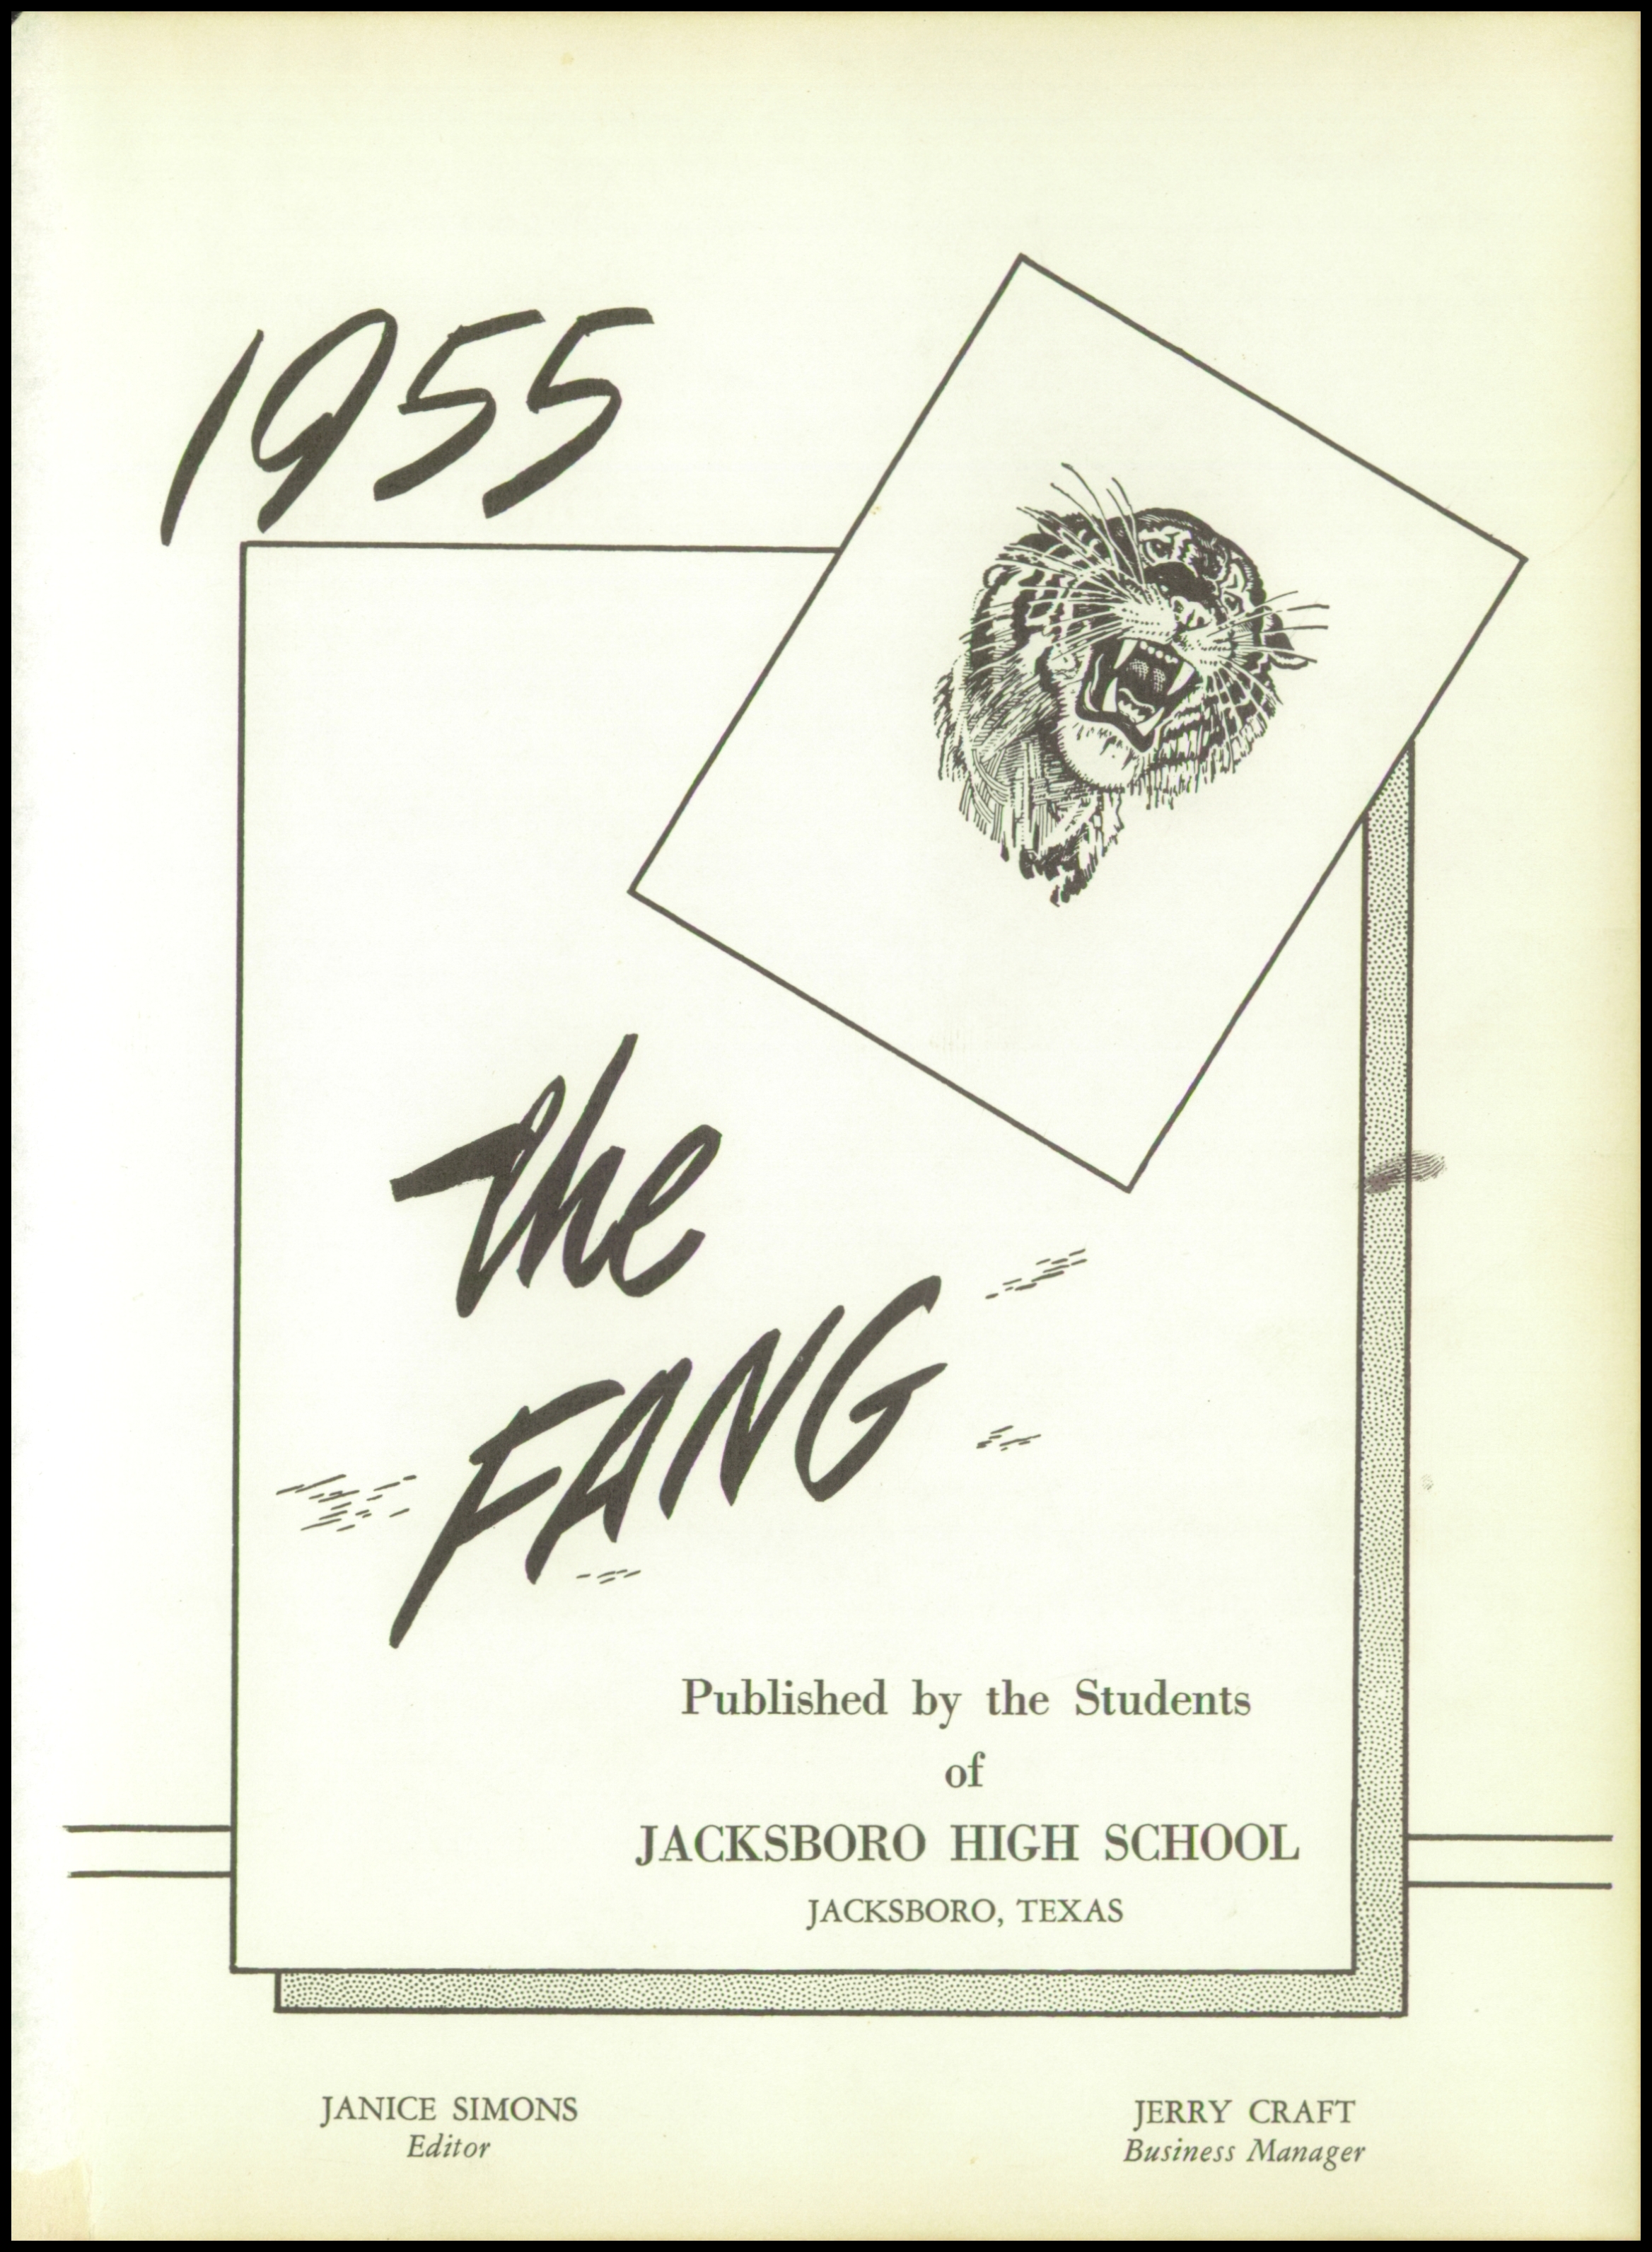 1955
the
FANG
Published by the Students
of
JACKSBORO HIGH SCHOOL
JACKSBORO, TEXAS
JANICE SIMONS
Editor
JERRY CRAFT
Business Manager